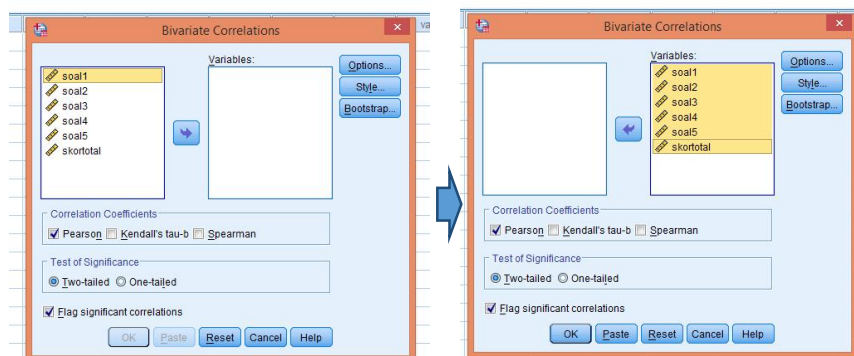 va
Bivariate Correlations
Variables:
soal1
soal2
soal3
soal4
soal5
skortotal
Options...
Style...
Bootstrap...
Correlation Coefficients
Pearson Kendall's tau-b Spearman
Test of Significance
Two-tailed One-tailed
Flag significant correlations
OK Paste Reset Cancel Help
Bivariate Correlations
Variables:
soal1
soal2
soal3
soal4
soal5
skortotal
Options...
Style...
Bootstrap...
Correlation Coefficients
Pearson Kendall's tau-b Spearman
Test of Significance
Two-tailed One-tailed
Flag significant correlations
OK Paste Reset Cancel Help